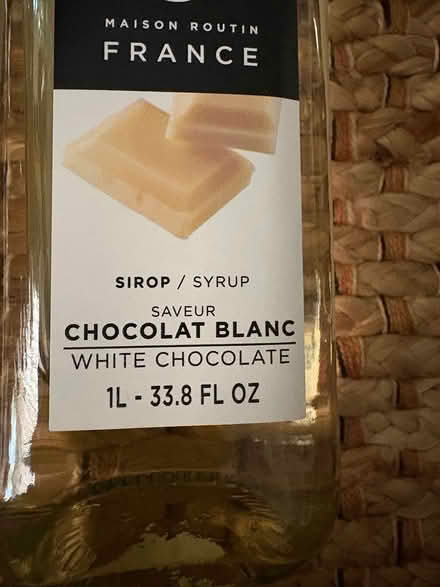 MAISON ROUTIN
FRANCE
SIROP / SYRUP
SAVEUR
CHOCOLAT BLANC
WHITE CHOCOLATE
1L - 33.8 FL OZ